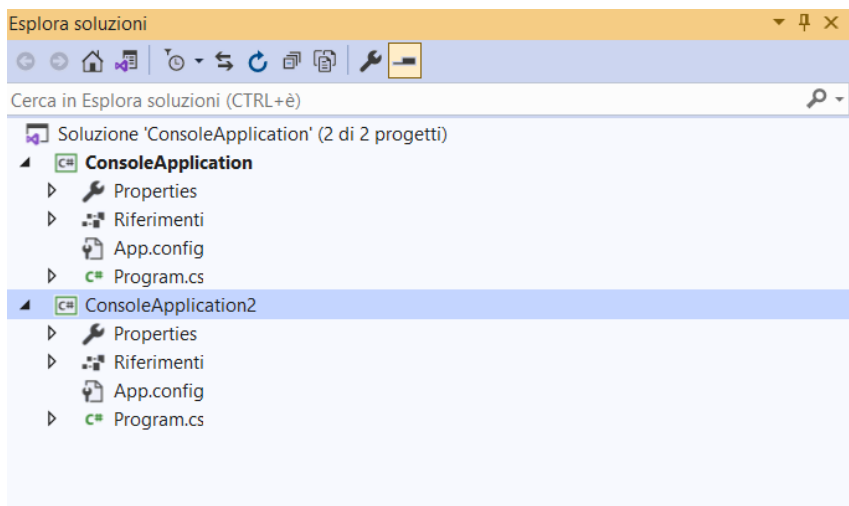 Esplora soluzioni
Cerca in Esplora soluzioni (CTRL+è)
Soluzione 'ConsoleApplication' (2 di 2 progetti)
C# ConsoleApplication
Properties
Riferimenti
App.config
C# Program.cs
C# ConsoleApplication2
Properties
Riferimenti
App.config
C# Program.cs